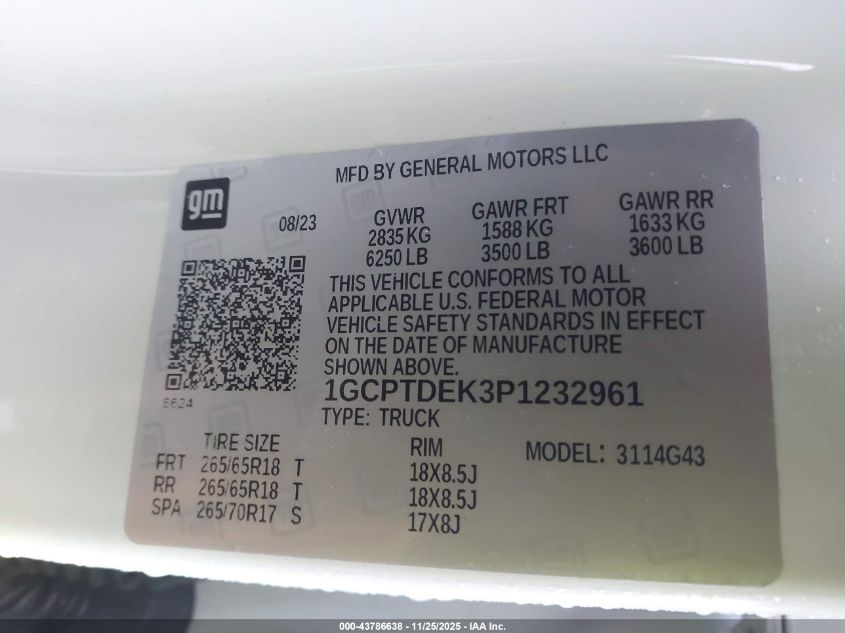 MFD BY GENERAL MOTORS LLC
gm
08/23
GVWR GAWR FRT GAWR RR
2835 KG 1588 KG 1633 KG
6250 LB 3500 LB 3600 LB
THIS VEHICLE CONFORMS TO ALL
APPLICABLE U.S. FEDERAL MOTOR
VEHICLE SAFETY STANDARDS IN EFFECT
ON THE DATE OF MANUFACTURE
SHOWN ABOVE.
1GCPTDEK3P1232961
6624
TYPE: TRUCK
TIRE SIZE RIM MODEL: 3114G43
FRT 265/65R18 T 18X8.5J
RR 265/65R18 T 18X8.5J
SPA 265/70R17 S 17X8J
000-43786638 - 11/25/2025 - IAA Inc.